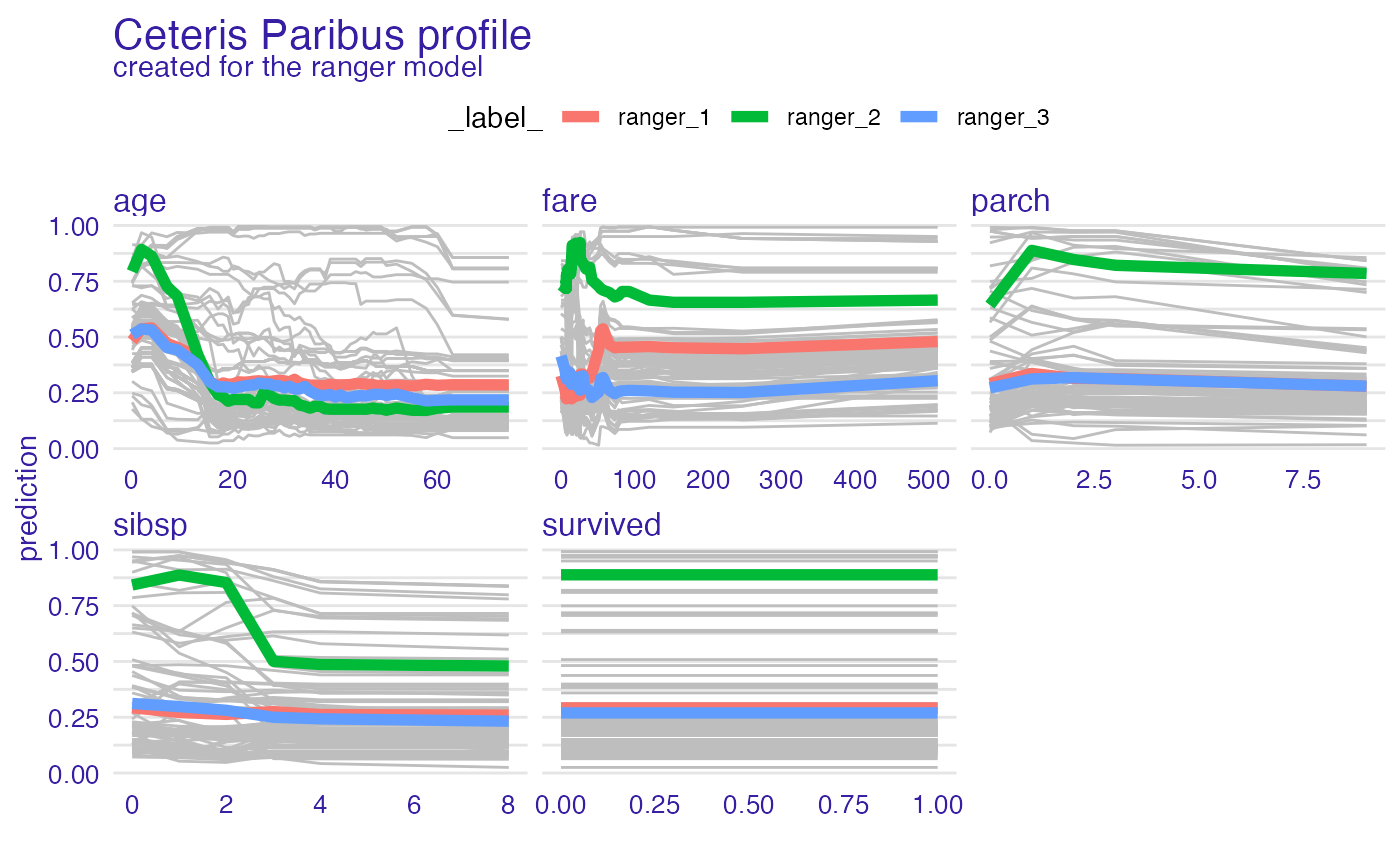 Ceteris Paribus profile
created for the ranger model
_label_ ranger_1 ranger_2 ranger_3
age fare parch
1.00
0.75
0.50
0.25
0.00
0 20 40 60 0 100 200 300 400 500 0.0 2.5 5.0 7.5
prediction
sibsp survived
1.00
0.75
0.50
0.25
0.00
0 2 4 6 8 0.00 0.25 0.50 0.75 1.00